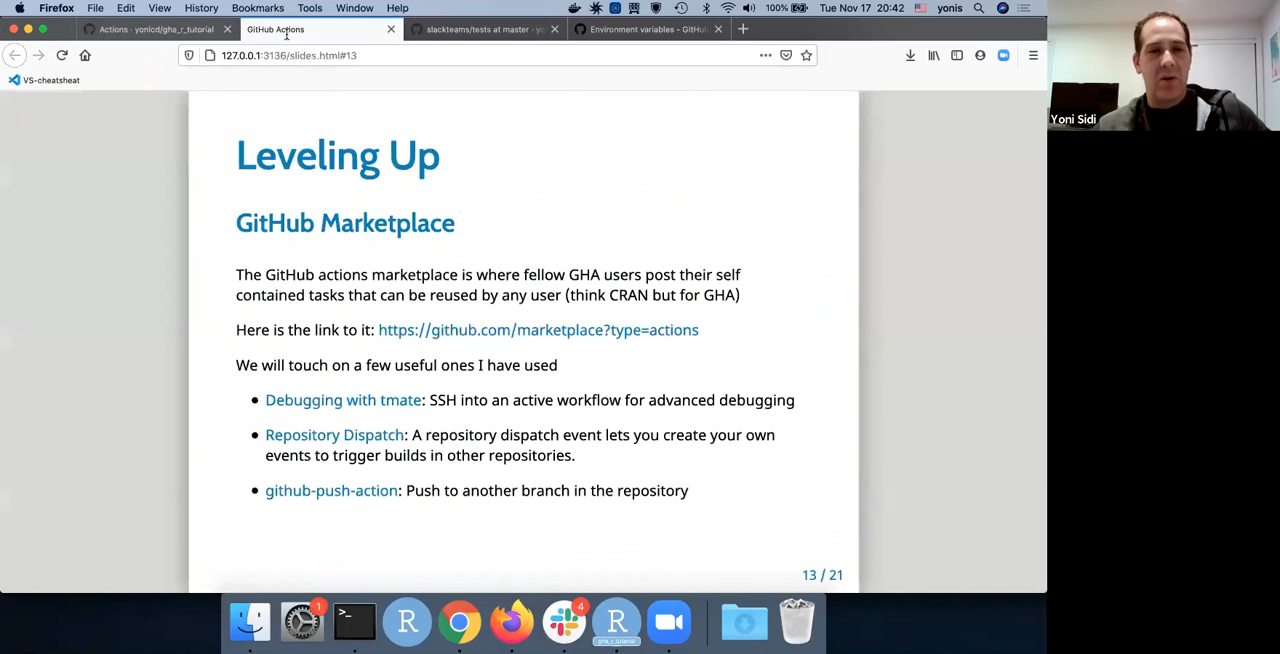 Firefox File Edit View History Bookmarks Tools Window Help 100% Tue Nov 17 20:42 yonis
Actions · yonicd/gha_r_tutorial GitHub Actions slackteams/tests at master · yo Environment variables - GitHub
127.0.0.1:3136/slides.html#13
VS-cheatsheat
Yoni Sidi
Leveling Up
GitHub Marketplace
The GitHub actions marketplace is where fellow GHA users post their self
contained tasks that can be reused by any user (think CRAN but for GHA)
Here is the link to it: https://github.com/marketplace?type=actions
We will touch on a few useful ones I have used
• Debugging with tmate: SSH into an active workflow for advanced debugging
• Repository Dispatch: A repository dispatch event lets you create your own
events to trigger builds in other repositories.
• github-push-action: Push to another branch in the repository
13 / 21
1
>_
R
4
R
gha_r_tutorial